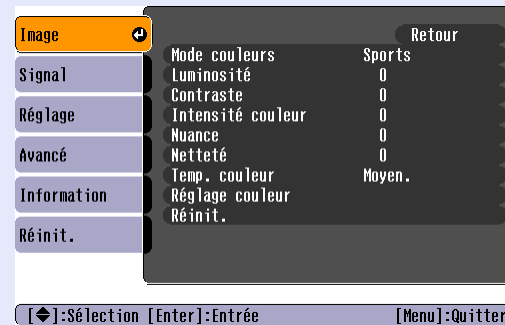 Image
Signal
Réglage
Avancé
Information
Réinit.
Retour
Mode couleurs Sports
Luminosité 0
Contraste 0
Intensité couleur 0
Nuance 0
Netteté 0
Temp. couleur Moyen.
Réglage couleur
Réinit.
[◆]:Sélection [Enter]:Entrée [Menu]:Quitter